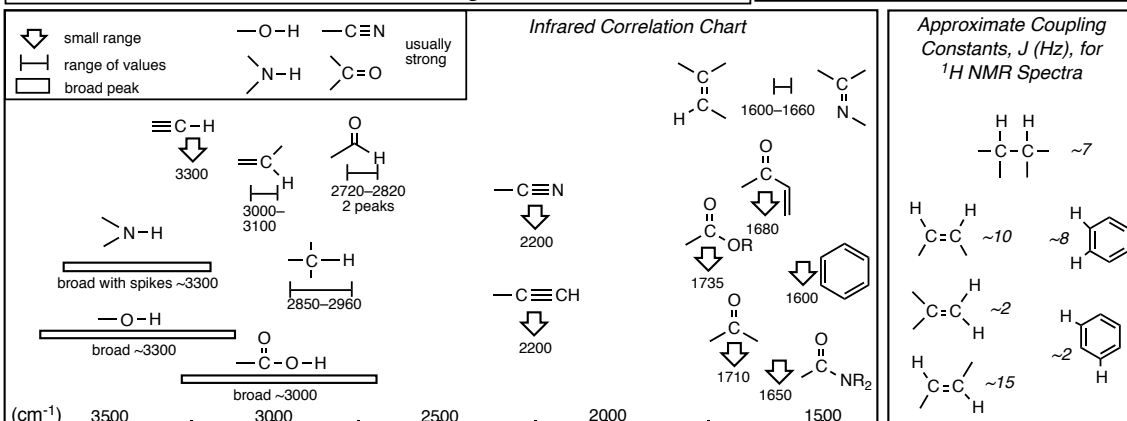 Infrared Correlation Chart
small range
range of values
broad peak
usually
strong
O H
C N
N H
C O
C H
3300
C
H
3000–
3100
O
H
2720–2820
2 peaks
N H
broad with spikes ~3300
C H
2850–2960
O H
broad ~3300
O
C O H
broad ~3000
C N
2200
C CH
2200
C
H C
1600–1660
C
N
O
C
1680
O
C
OR
1735
1600
O
C
1710
O
C
NR2
1650
(cm-1) 3500 3000 2500 2000 1500
Approximate Coupling
Constants, J (Hz), for
1H NMR Spectra
H H
C C
~7
H H
C C
~10
H
H
~8
H
C C
H
~2
H
H
~2
H
C C
H
~15